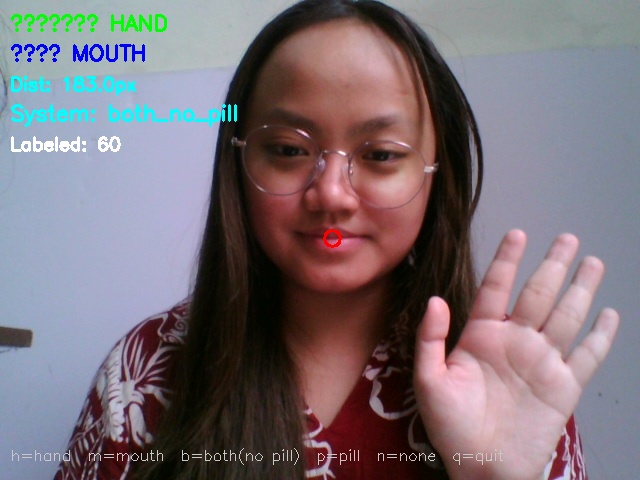 ??????? HAND
???? MOUTH
Dist: 183.0px
System: both_no_pill
Labeled: 60
h=hand m=mouth b=both(no pill) p=pill n=none q=quit